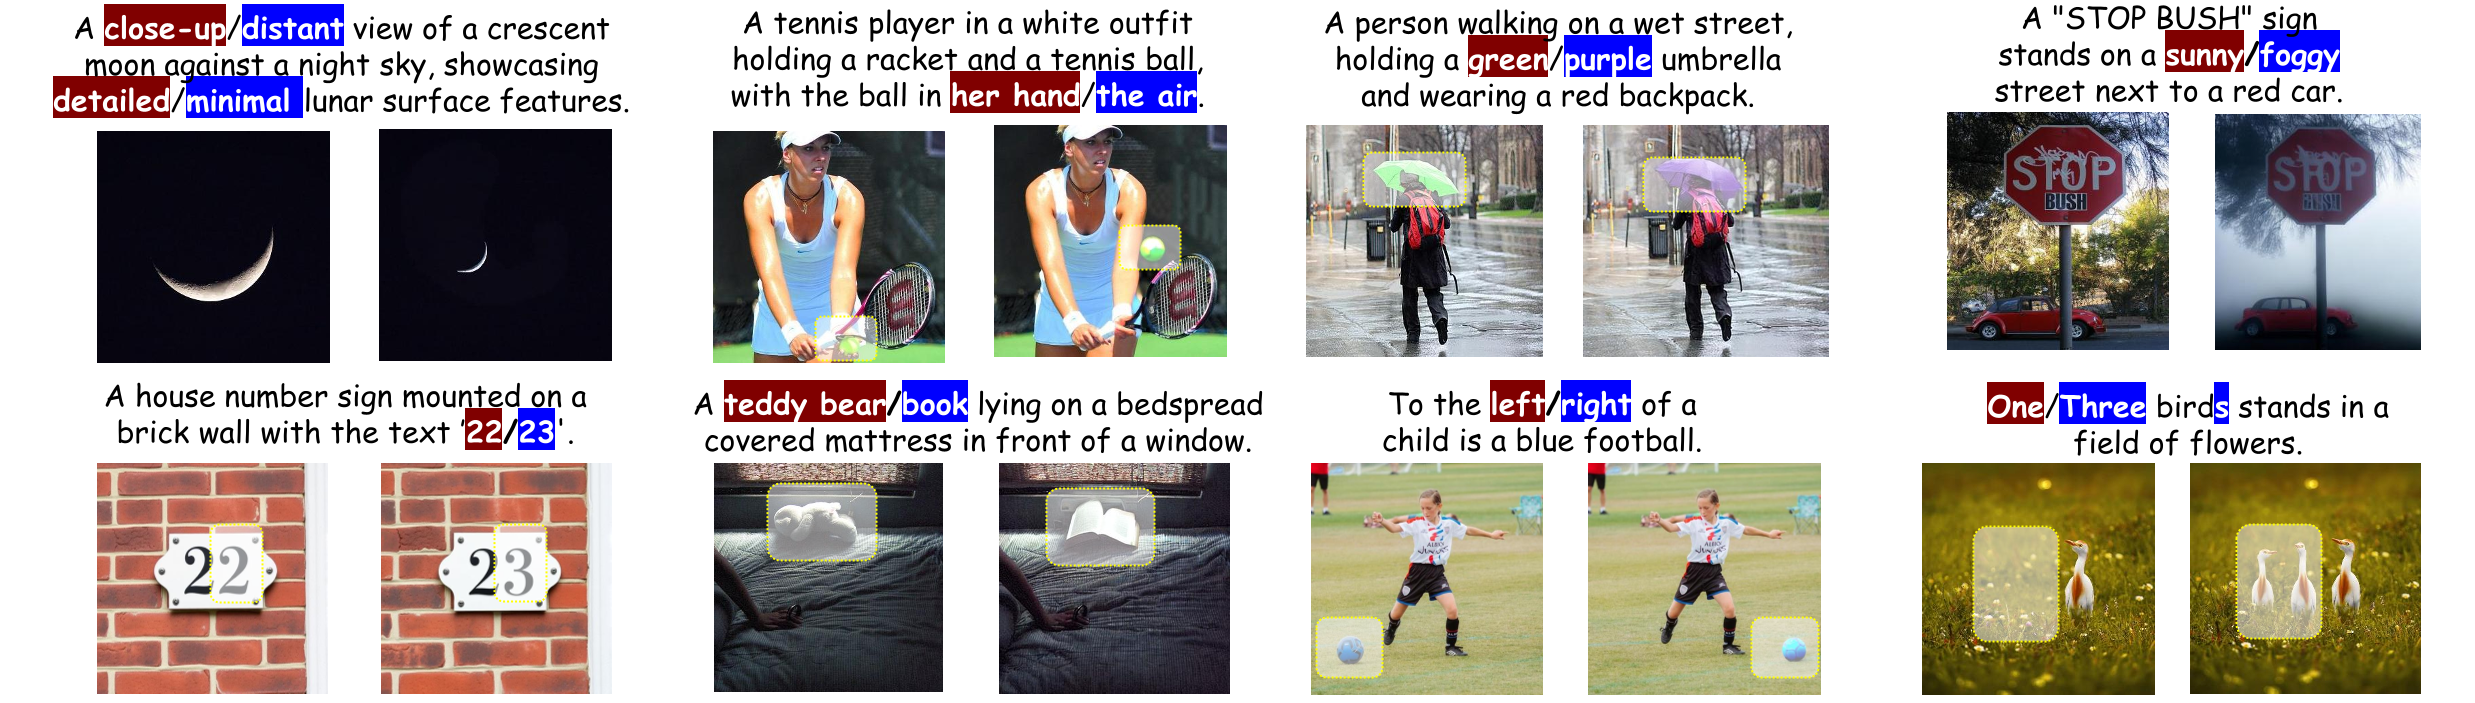 A close-up/distant view of a crescent
moon against a night sky, showcasing
detailed/minimal lunar surface features.
A tennis player in a white outfit
holding a racket and a tennis ball,
with the ball in her hand/the air.
A person walking on a wet street,
holding a green/purple umbrella
and wearing a red backpack.
A "STOP BUSH" sign
stands on a sunny/foggy
street next to a red car.
STOP
BUSH
STOP
BUSH
A house number sign mounted on a
brick wall with the text '22/23'.
22
23
A teddy bear/book lying on a bedspread
covered mattress in front of a window.
To the left/right of a
child is a blue football.
One/Three birds stands in a
field of flowers.